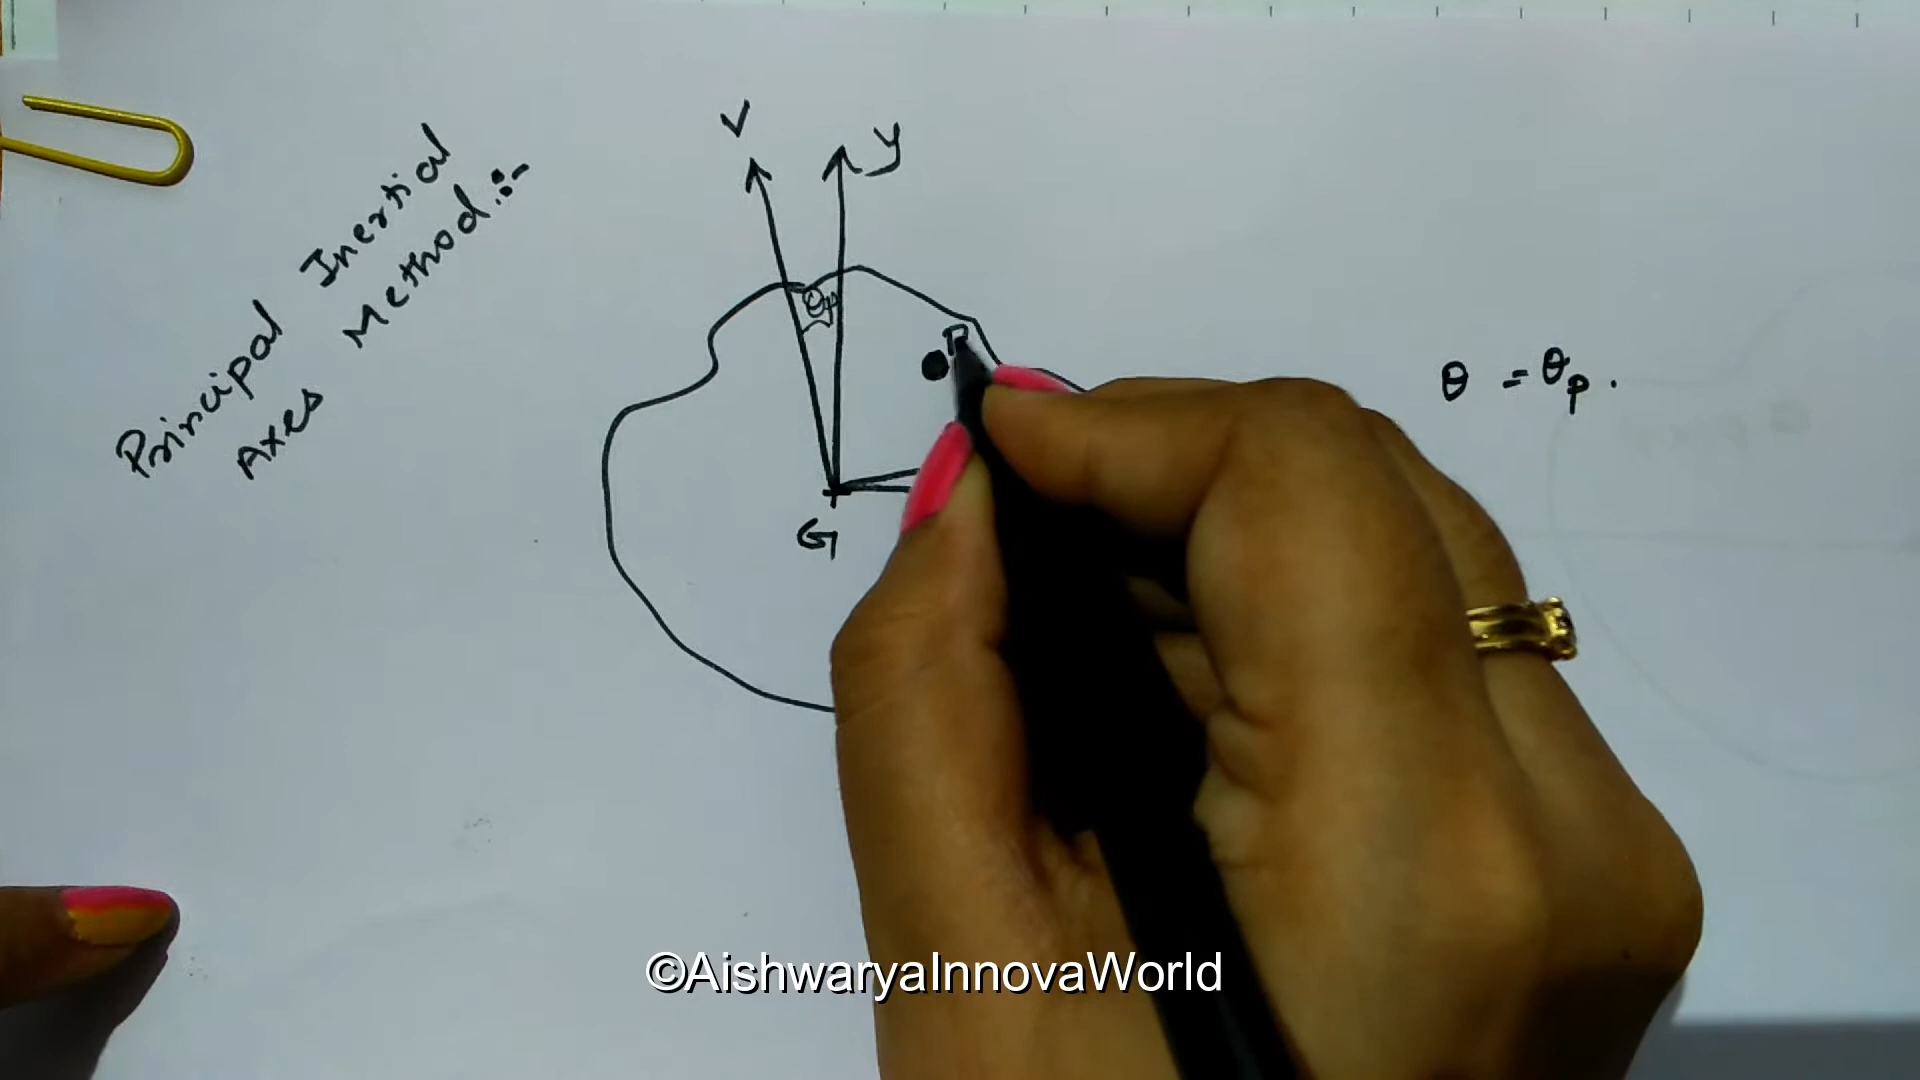 Principal Inertial
Axes Method :-
V
y
θp
P
G
θ = θp .
©AishwaryaInnovaWorld